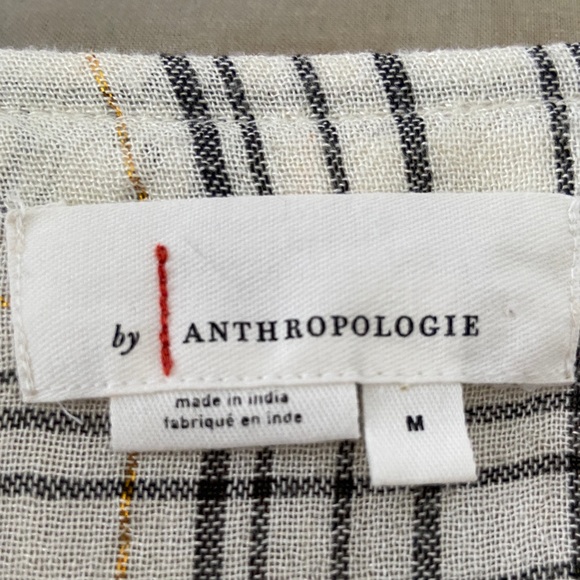 by ANTHROPOLOGIE
made in india
fabriqué en inde
M